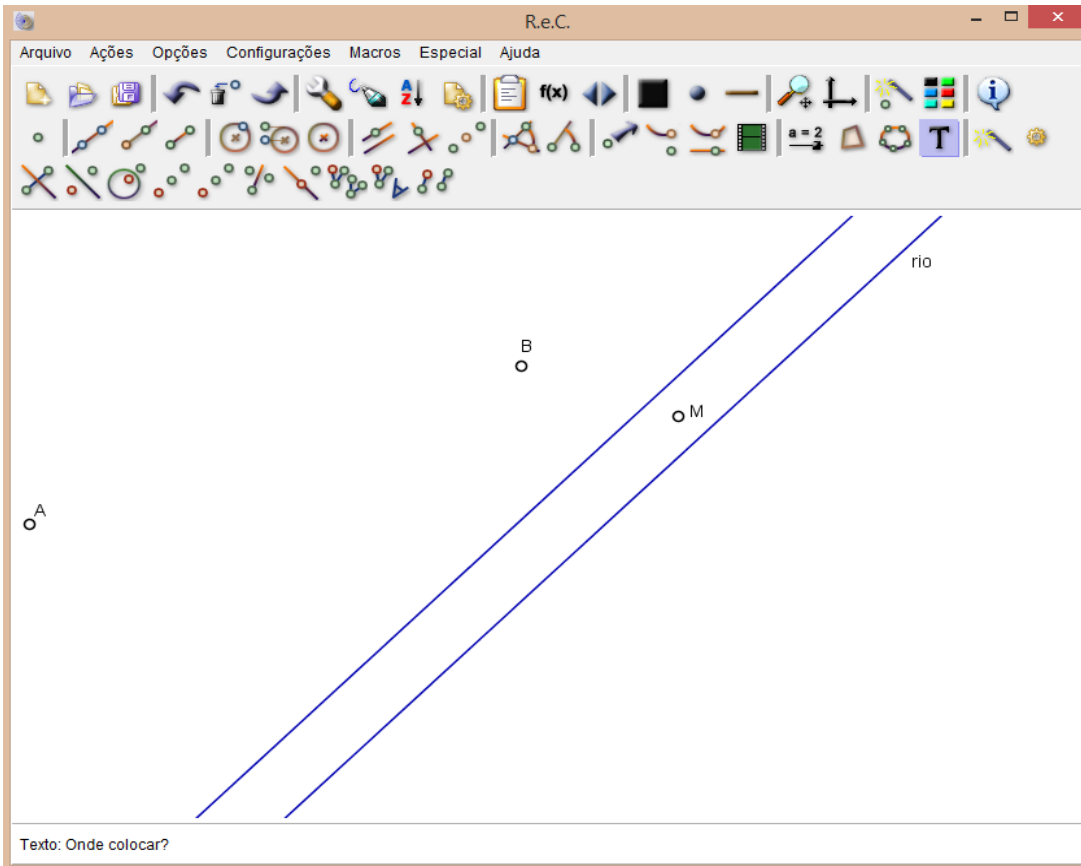 R.e.C.
Arquivo Ações Opções Configurações Macros Especial Ajuda
f(x)
a = 2
T
rio
B
M
A
Texto: Onde colocar?